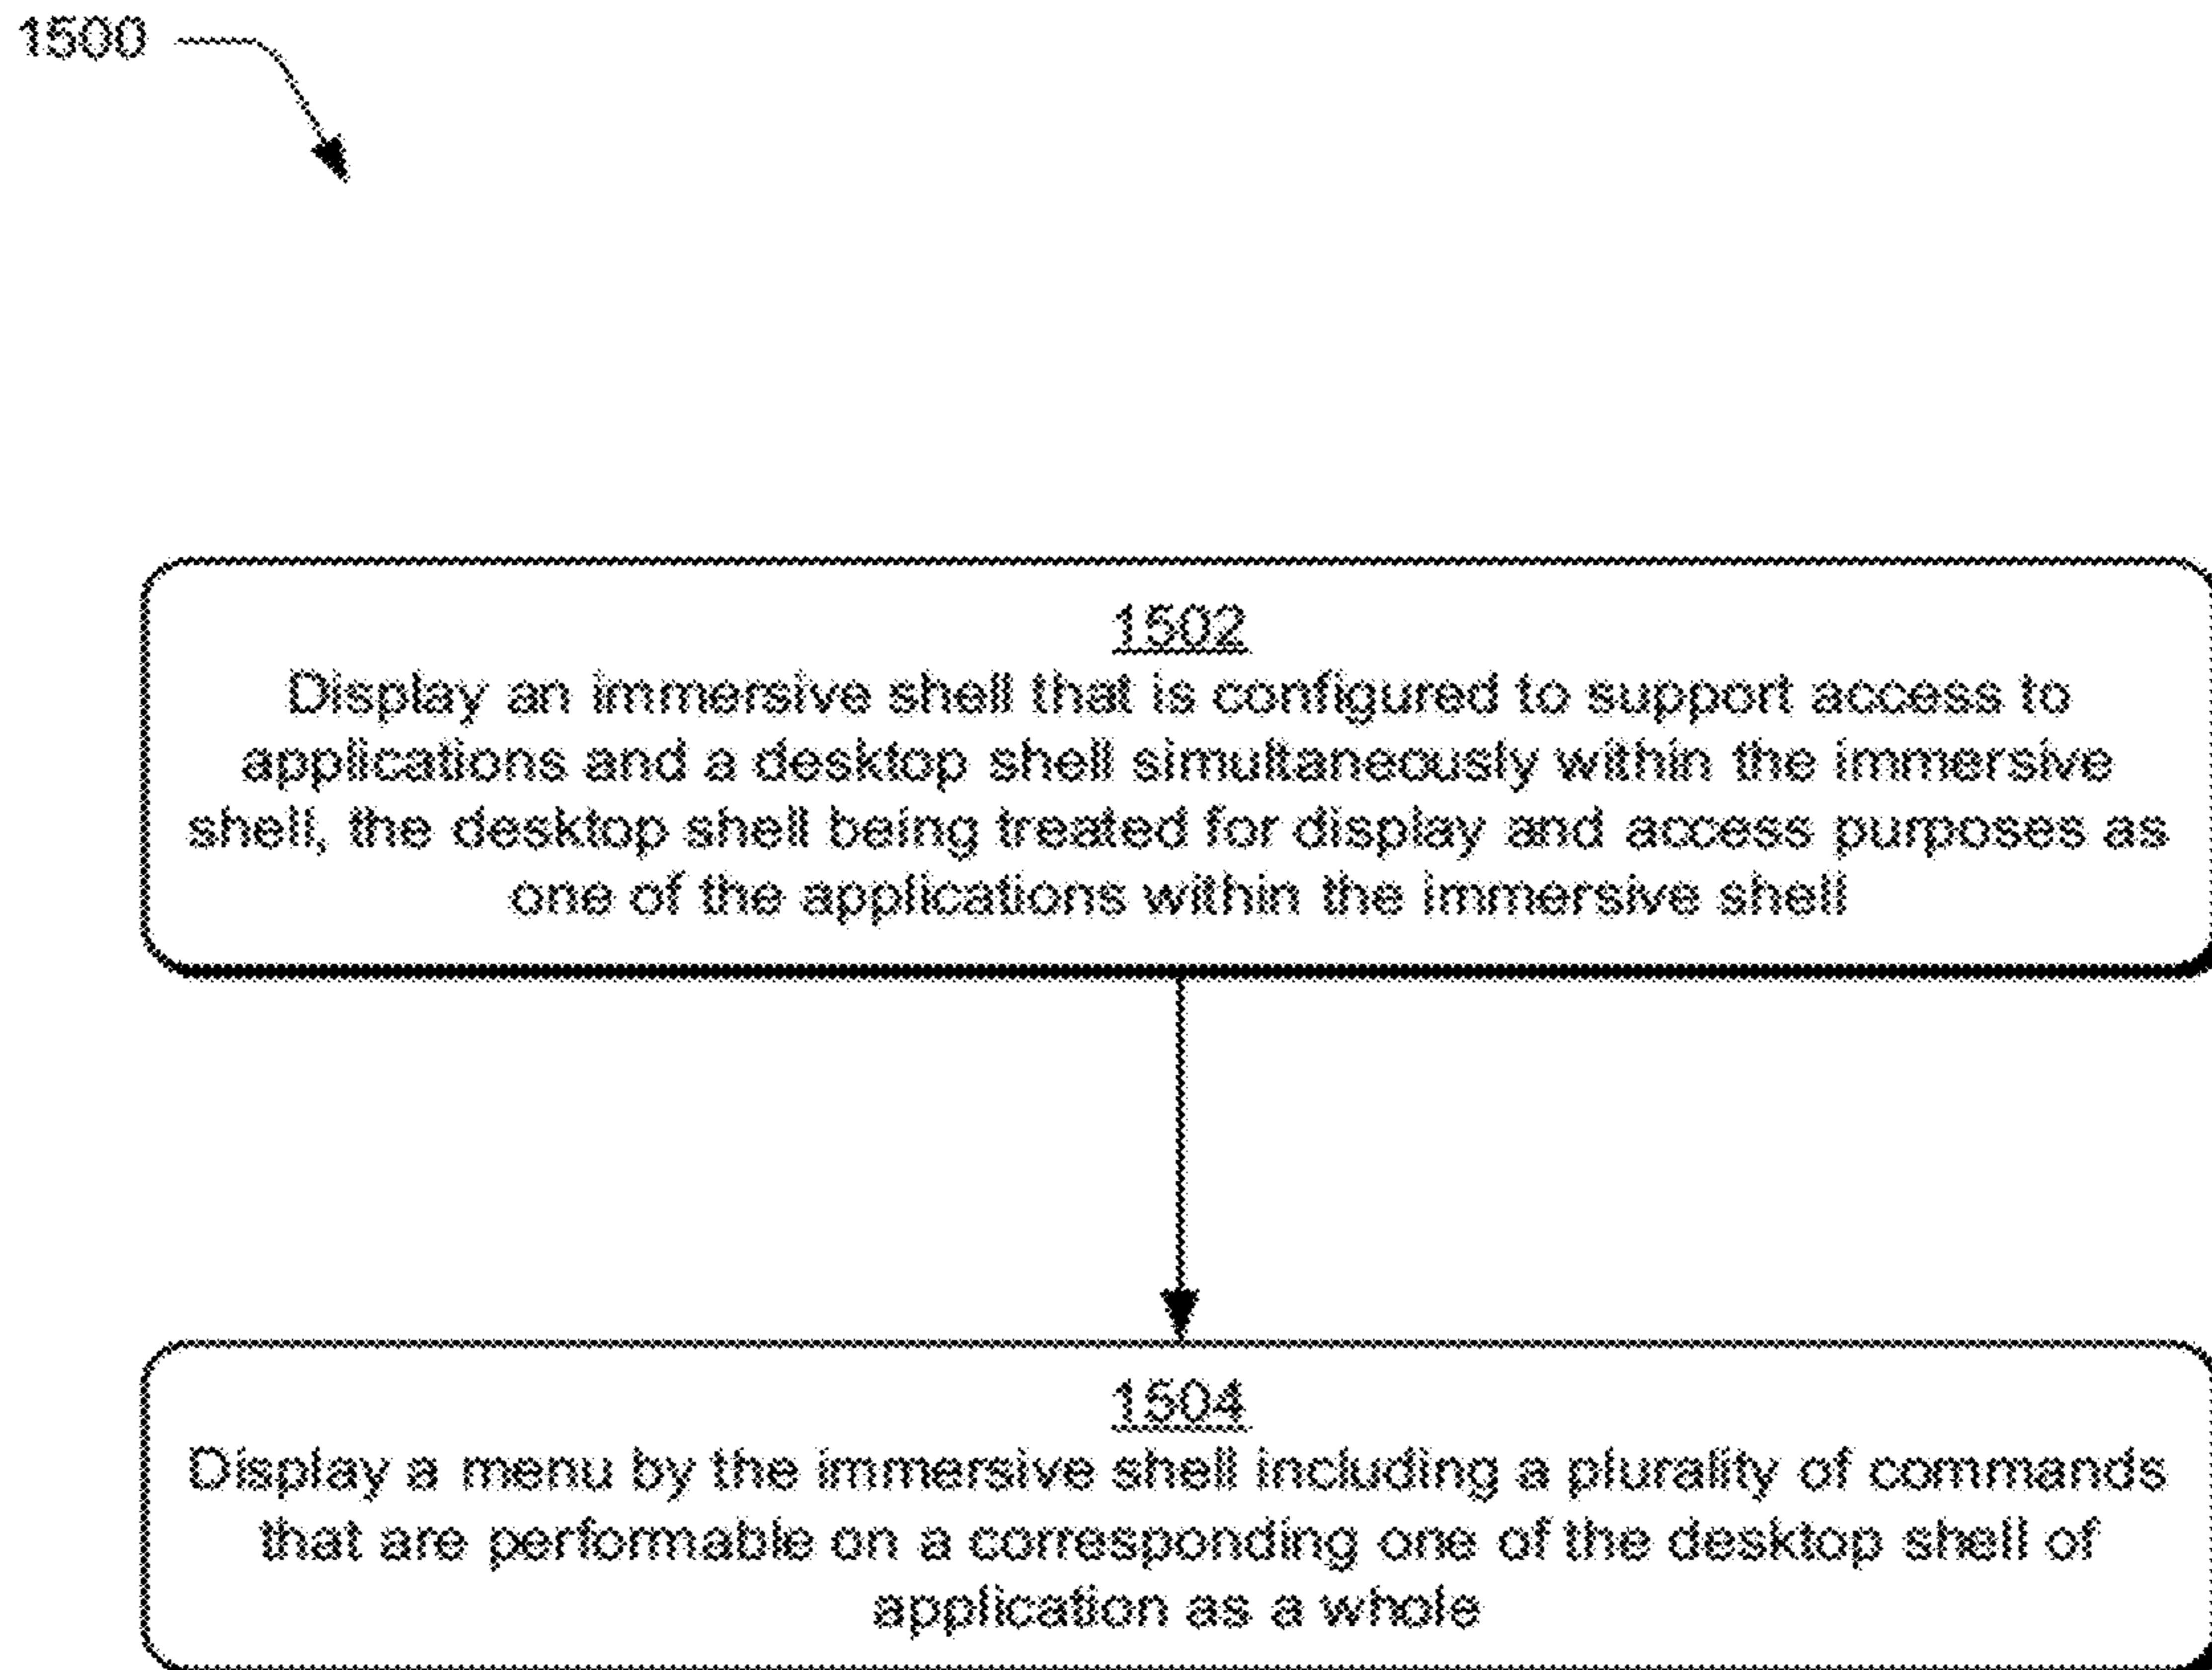 1500
1502
Display an immersive shell that is configured to support access to
applications and a desktop shell simultaneously within the immersive
shell, the desktop shell being treated for display and access purposes as
one of the applications within the immersive shell
1504
Display a menu by the immersive shell including a plurality of commands
that are performable on a corresponding one of the desktop shell of
application as a whole